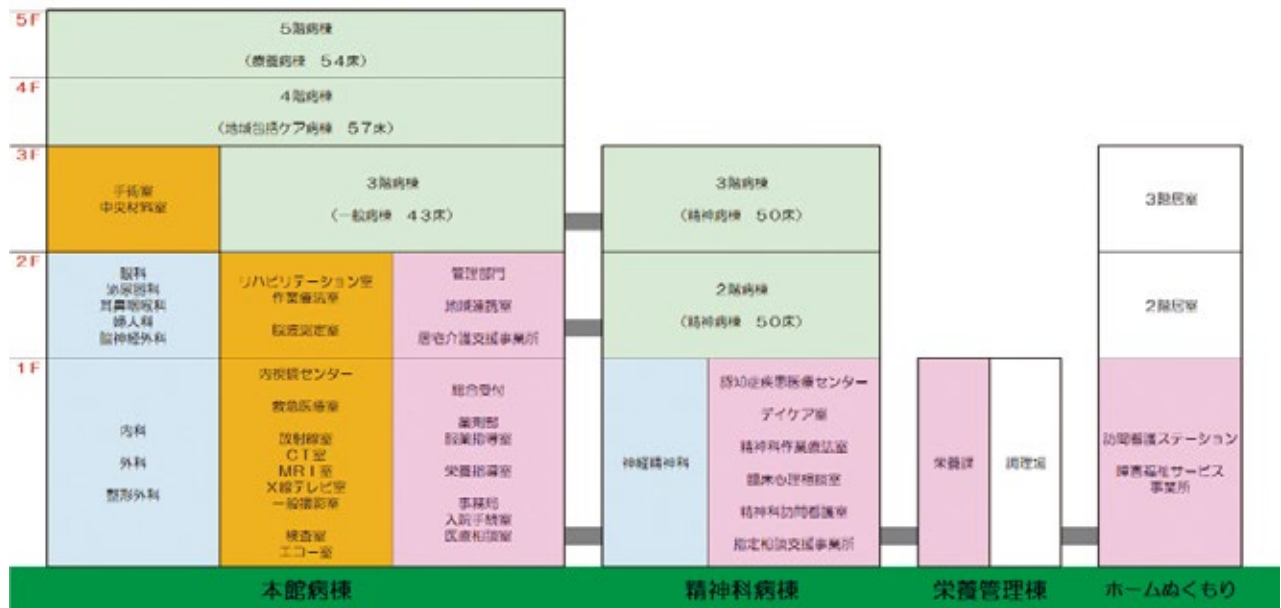 5F
5階病棟
(療養病棟 54床)
4F
4階病棟
(地域包括ケア病棟 57床)
3F
手術室
中央材料室
3階病棟
(一般病棟 43床)
3階病棟
(精神病棟 50床)
3階居室
2F
眼科
泌尿器科
耳鼻咽喉科
婦人科
脳神経外科
リハビリテーション室
作業療法室
脳波測定室
管理部門
地域連携室
居宅介護支援事業所
2階病棟
(精神病棟 50床)
2階居室
1F
内科
外科
整形外科
内視鏡センター
救急医療室
放射線室
CT室
MRI室
X線テレビ室
一般撮影室
検査室
エコー室
総合受付
薬剤部
服薬指導室
栄養指導室
事務局
入院手続室
医療相談室
神経精神科
認知症疾患医療センター
デイケア室
精神科作業療法室
臨床心理相談室
精神科訪問看護室
指定相談支援事業所
栄養課
調理場
訪問看護ステーション
障害福祉サービス
事業所
本館病棟
精神科病棟
栄養管理棟
ホームぬくもり